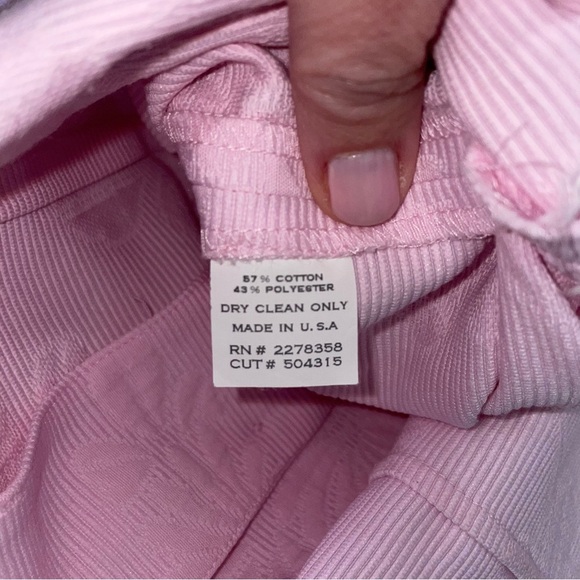 57% COTTON
43% POLYESTER
DRY CLEAN ONLY
MADE IN U.S.A
RN # 2278358
CUT# 504315